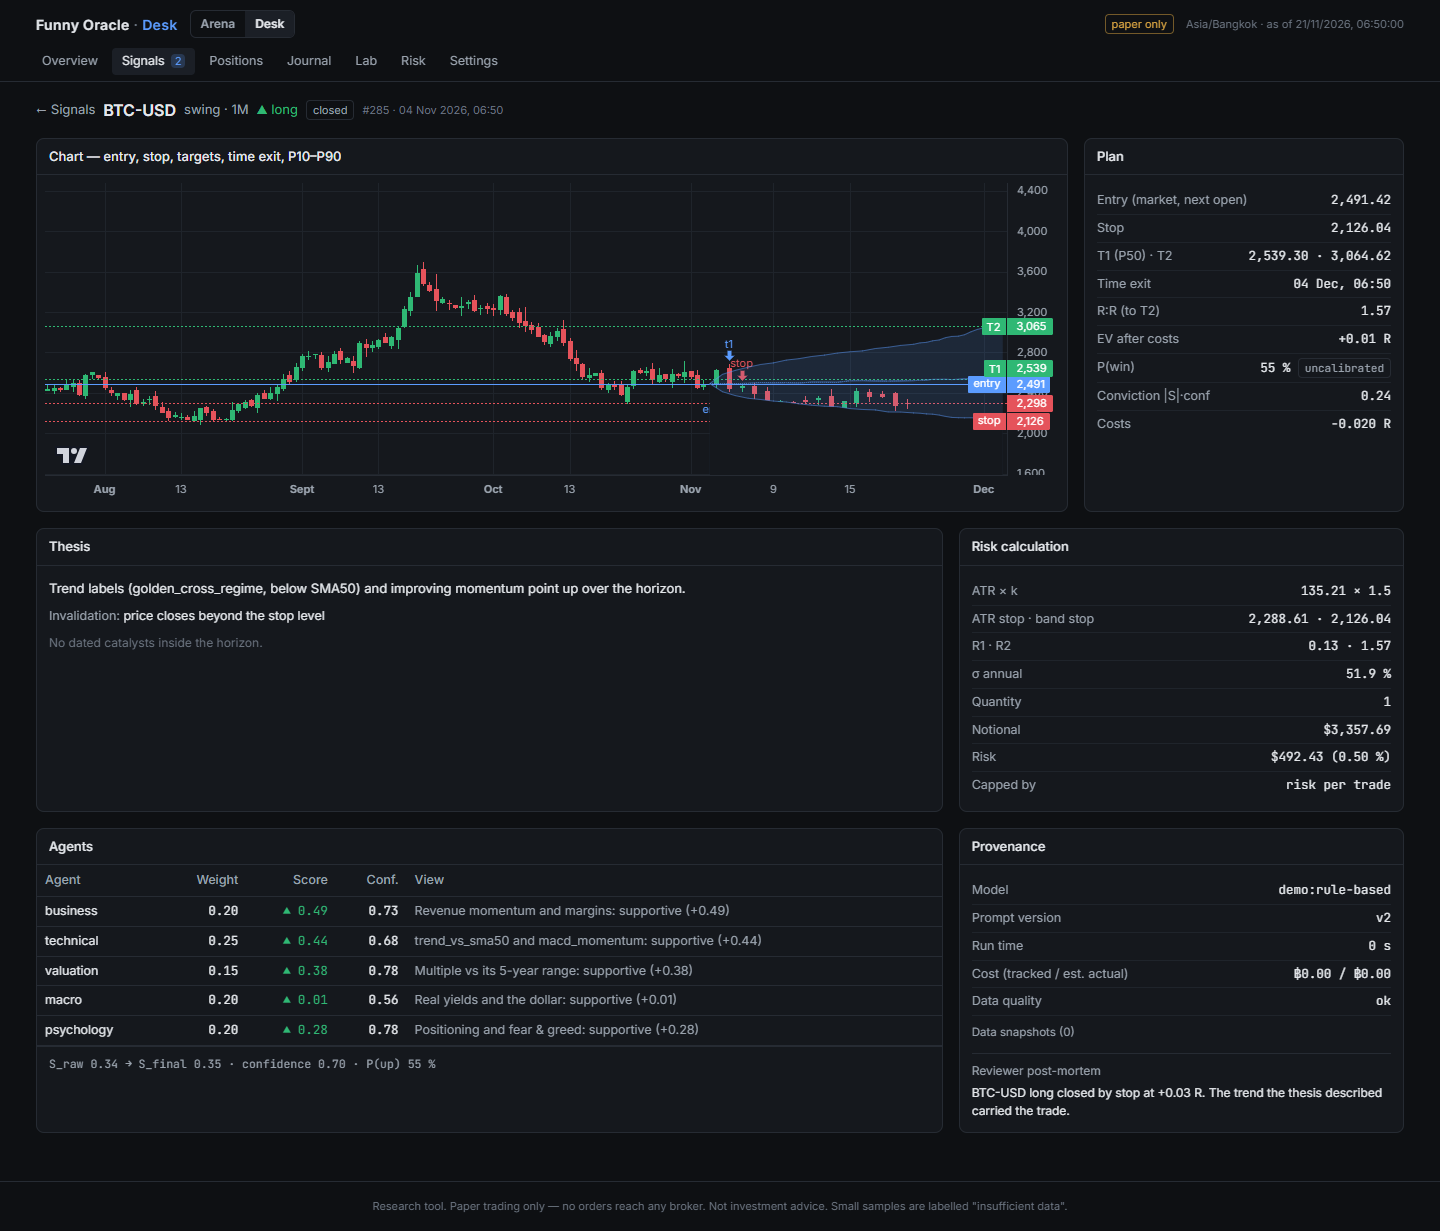 Funny Oracle · Desk Arena Desk
paper only Asia/Bangkok · as of 21/11/2026, 06:50:00
Overview Signals 2 Positions Journal Lab Risk Settings
← Signals BTC-USD swing · 1M ▲ long closed #285 · 04 Nov 2026, 06:50
Chart — entry, stop, targets, time exit, P10–P90
4,400
4,000
3,600
3,200
T2 3,065
2,800
t1
stop
T1 2,539
entry 2,491
2,298
stop 2,126
2,000
1,600
Aug 13 Sept 13 Oct 13 Nov 9 15 Dec
Plan
Entry (market, next open) 2,491.42
Stop 2,126.04
T1 (P50) · T2 2,539.30 · 3,064.62
Time exit 04 Dec, 06:50
R:R (to T2) 1.57
EV after costs +0.01 R
P(win) 55 % uncalibrated
Conviction |S|·conf 0.24
Costs -0.020 R
Thesis
Trend labels (golden_cross_regime, below SMA50) and improving momentum point up over the horizon.
Invalidation: price closes beyond the stop level
No dated catalysts inside the horizon.
Risk calculation
ATR × k 135.21 × 1.5
ATR stop · band stop 2,288.61 · 2,126.04
R1 · R2 0.13 · 1.57
σ annual 51.9 %
Quantity 1
Notional $3,357.69
Risk $492.43 (0.50 %)
Capped by risk per trade
Agents
Agent Weight Score Conf. View
business 0.20 ▲ 0.49 0.73 Revenue momentum and margins: supportive (+0.49)
technical 0.25 ▲ 0.44 0.68 trend_vs_sma50 and macd_momentum: supportive (+0.44)
valuation 0.15 ▲ 0.38 0.78 Multiple vs its 5-year range: supportive (+0.38)
macro 0.20 ▲ 0.01 0.56 Real yields and the dollar: supportive (+0.01)
psychology 0.20 ▲ 0.28 0.78 Positioning and fear & greed: supportive (+0.28)
S_raw 0.34 → S_final 0.35 · confidence 0.70 · P(up) 55 %
Provenance
Model demo:rule-based
Prompt version v2
Run time 0 s
Cost (tracked / est. actual) ฿0.00 / ฿0.00
Data quality ok
Data snapshots (0)
Reviewer post-mortem
BTC-USD long closed by stop at +0.03 R. The trend the thesis described
carried the trade.
Research tool. Paper trading only — no orders reach any broker. Not investment advice. Small samples are labelled "insufficient data".